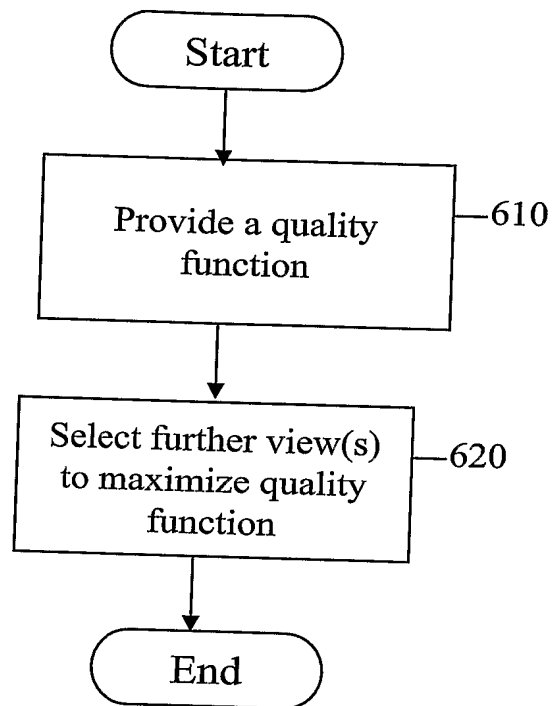 Start
Provide a quality
function
610
Select further view(s)
to maximize quality
function
620
End